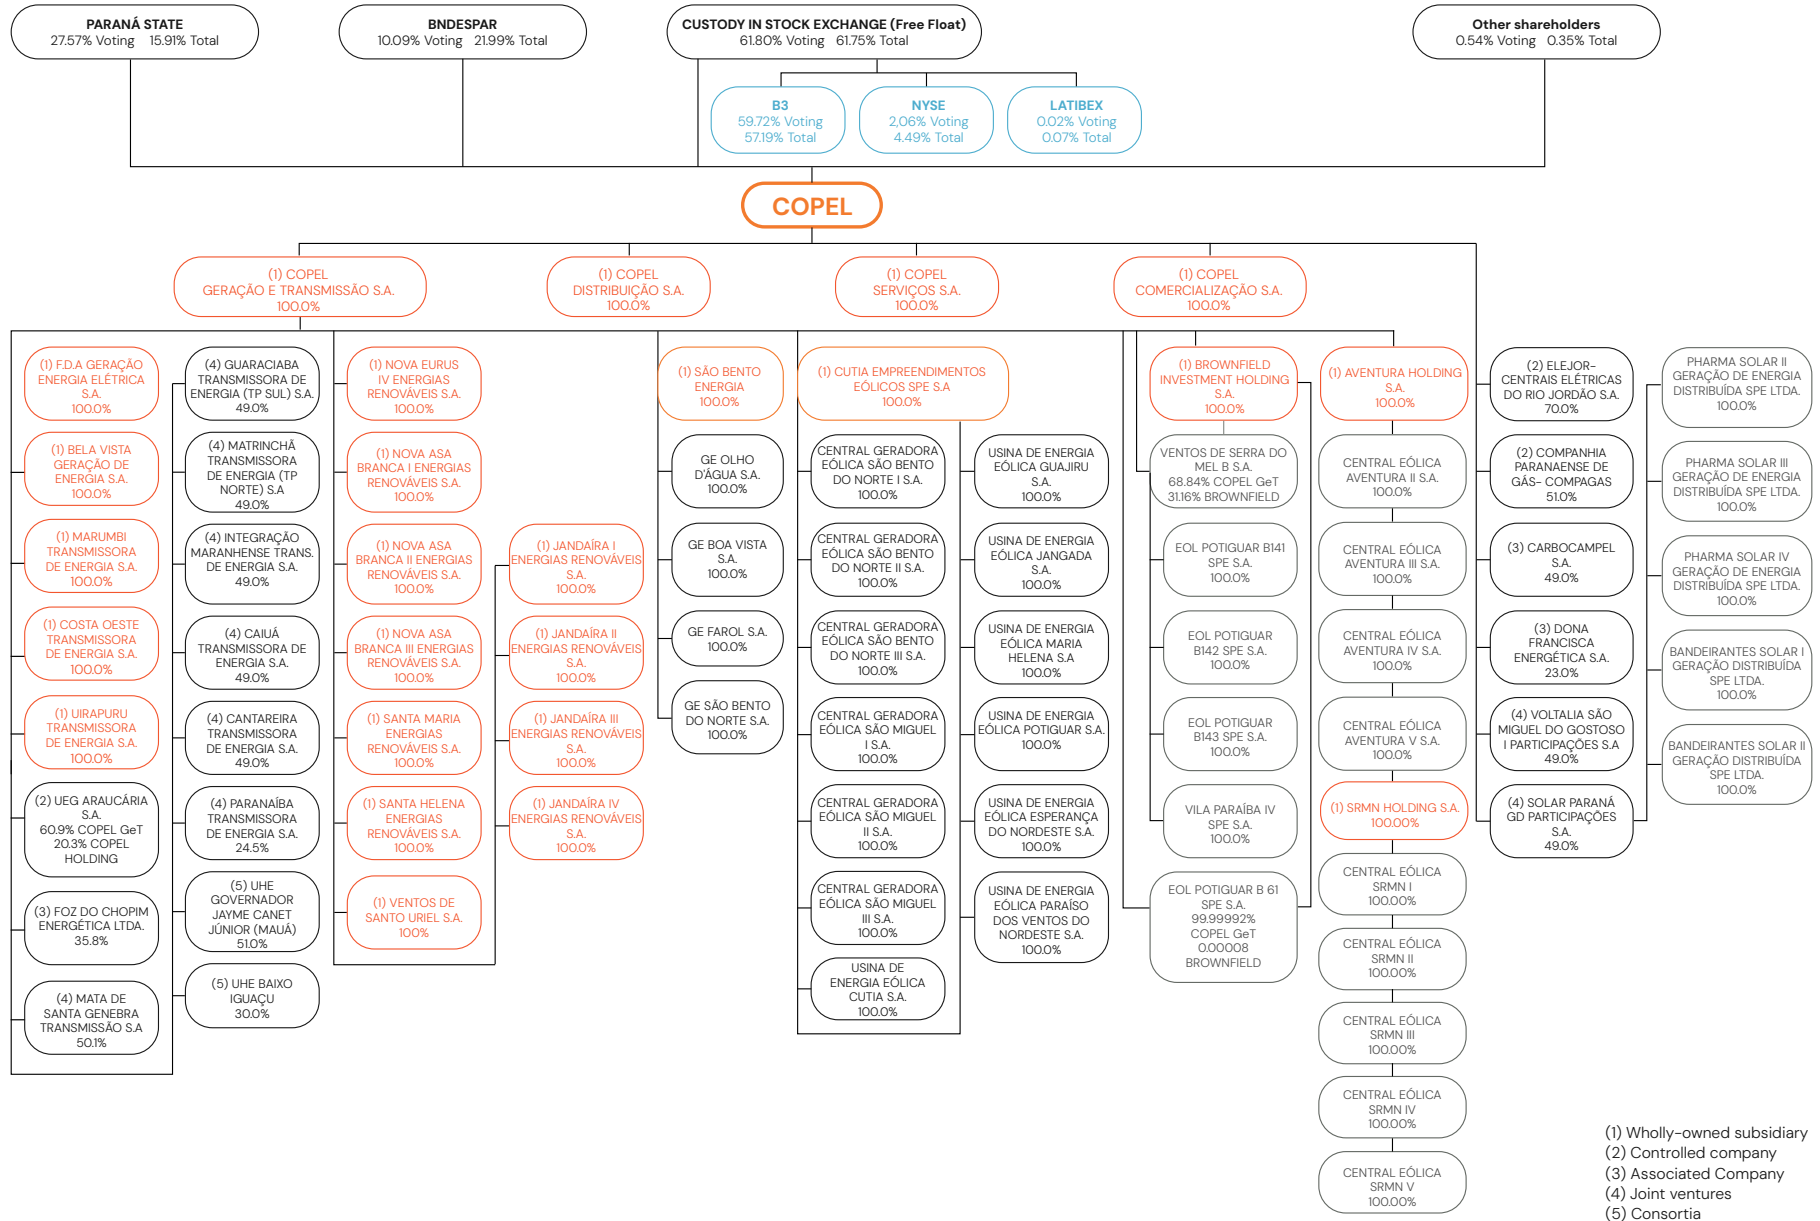 PARANÁ STATE
27.57% Voting 15.91% Total
BNDESPAR
10.09% Voting 21.99% Total
CUSTODY IN STOCK EXCHANGE (Free Float)
61.80% Voting 61.75% Total
Other shareholders
0.54% Voting 0.35% Total
B3
59.72% Voting
57.19% Total
NYSE
2,06% Voting
4.49% Total
LATIBEX
0.02% Voting
0.07% Total
COPEL
(1) COPEL
GERAÇÃO E TRANSMISSÃO S.A.
100.0%
(1) COPEL
DISTRIBUIÇÃO S.A.
100.0%
(1) COPEL
SERVIÇOS S.A.
100.0%
(1) COPEL
COMERCIALIZAÇÃO S.A.
100.0%
(1) F.D.A GERAÇÃO
ENERGIA ELÉTRICA
S.A.
100.0%
(1) BELA VISTA
GERAÇÃO DE
ENERGIA S.A.
100.0%
(1) MARUMBI
TRANSMISSORA
DE ENERGIA S.A.
100.0%
(1) COSTA OESTE
TRANSMISSORA
DE ENERGIA S.A.
100.0%
(1) UIRAPURU
TRANSMISSORA
DE ENERGIA S.A.
100.0%
(2) UEG ARAUCÁRIA
S.A.
60.9% COPEL GeT
20.3% COPEL
HOLDING
(3) FOZ DO CHOPIM
ENERGÉTICA LTDA.
35.8%
(4) MATA DE
SANTA GENEBRA
TRANSMISSÃO S.A
50.1%
(4) GUARACIABA
TRANSMISSORA DE
ENERGIA (TP SUL) S.A.
49.0%
(4) MATRINCHÃ
TRANSMISSORA
DE ENERGIA (TP
NORTE) S.A
49.0%
(4) INTEGRAÇÃO
MARANHENSE TRANS.
DE ENERGIA S.A.
49.0%
(4) CAIUÁ
TRANSMISSORA DE
ENERGIA S.A.
49.0%
(4) CANTAREIRA
TRANSMISSORA
DE ENERGIA S.A.
49.0%
(4) PARANAÍBA
TRANSMISSORA
DE ENERGIA S.A.
24.5%
(5) UHE
GOVERNADOR
JAYME CANET
JÚNIOR (MAUÁ)
51.0%
(5) UHE BAIXO
IGUAÇU
30.0%
(1) NOVA EURUS
IV ENERGIAS
RENOVÁVEIS S.A.
100.0%
(1) NOVA ASA
BRANCA I ENERGIAS
RENOVÁVEIS S.A.
100.0%
(1) NOVA ASA
BRANCA II ENERGIAS
RENOVÁVEIS S.A.
100.0%
(1) NOVA ASA
BRANCA III ENERGIAS
RENOVÁVEIS S.A.
100.0%
(1) SANTA MARIA
ENERGIAS
RENOVÁVEIS S.A.
100.0%
(1) SANTA HELENA
ENERGIAS
RENOVÁVEIS S.A.
100.0%
(1) VENTOS DE
SANTO URIEL S.A.
100%
(1) JANDAÍRA I
ENERGIAS RENOVÁVEIS
S.A.
100.0%
(1) JANDAÍRA II
ENERGIAS RENOVÁVEIS
S.A.
100.0%
(1) JANDAÍRA III
ENERGIAS RENOVÁVEIS
S.A.
100.0%
(1) JANDAÍRA IV
ENERGIAS RENOVÁVEIS
S.A.
100.0%
(1) SÃO BENTO
ENERGIA
100.0%
GE OLHO
D'ÁGUA S.A.
100.0%
GE BOA VISTA
S.A.
100.0%
GE FAROL S.A.
100.0%
GE SÃO BENTO
DO NORTE S.A.
100.0%
(1) CUTIA EMPREENDIMENTOS
EÓLICOS SPE S.A
100.0%
CENTRAL GERADORA
EÓLICA SÃO BENTO
DO NORTE I S.A.
100.0%
CENTRAL GERADORA
EÓLICA SÃO BENTO
DO NORTE II S.A.
100.0%
CENTRAL GERADORA
EÓLICA SÃO BENTO
DO NORTE III S.A.
100.0%
CENTRAL GERADORA
EÓLICA SÃO MIGUEL
I S.A.
100.0%
CENTRAL GERADORA
EÓLICA SÃO MIGUEL
II S.A.
100.0%
CENTRAL GERADORA
EÓLICA SÃO MIGUEL
III S.A.
100.0%
USINA DE
ENERGIA EÓLICA
CUTIA S.A.
100.0%
USINA DE ENERGIA
EÓLICA GUAJIRU
S.A.
100.0%
USINA DE ENERGIA
EÓLICA JANGADA
S.A.
100.0%
USINA DE ENERGIA
EÓLICA MARIA
HELENA S.A
100.0%
USINA DE ENERGIA
EÓLICA POTIGUAR S.A.
100.0%
USINA DE ENERGIA
EÓLICA ESPERANÇA
DO NORDESTE S.A.
100.0%
USINA DE ENERGIA
EÓLICA PARAÍSO
DOS VENTOS DO
NORDESTE S.A.
100.0%
(1) BROWNFIELD
INVESTMENT HOLDING
S.A.
100.0%
VENTOS DE SERRA DO
MEL B S.A.
68.84% COPEL GeT
31.16% BROWNFIELD
EOL POTIGUAR B141
SPE S.A.
100.0%
EOL POTIGUAR
B142 SPE S.A.
100.0%
EOL POTIGUAR
B143 SPE S.A.
100.0%
VILA PARAÍBA IV
SPE S.A.
100.0%
EOL POTIGUAR B 61
SPE S.A.
99.99992%
COPEL GeT
0.00008
BROWNFIELD
(1) AVENTURA HOLDING
S.A.
100.0%
CENTRAL EÓLICA
AVENTURA II S.A.
100.0%
CENTRAL EÓLICA
AVENTURA III S.A.
100.0%
CENTRAL EÓLICA
AVENTURA IV S.A.
100.0%
CENTRAL EÓLICA
AVENTURA V S.A.
100.0%
(1) SRMN HOLDING S.A.
100.00%
CENTRAL EÓLICA
SRMN I
100.00%
CENTRAL EÓLICA
SRMN II
100.00%
CENTRAL EÓLICA
SRMN III
100.00%
CENTRAL EÓLICA
SRMN IV
100.00%
CENTRAL EÓLICA
SRMN V
100.00%
(2) ELEJOR-
CENTRAIS ELÉTRICAS
DO RIO JORDÃO S.A.
70.0%
(2) COMPANHIA
PARANAENSE DE
GÁS- COMPAGAS
51.0%
(3) CARBOCAMPEL
S.A.
49.0%
(3) DONA
FRANCISCA
ENERGÉTICA S.A.
23.0%
(4) VOLTALIA SÃO
MIGUEL DO GOSTOSO
I PARTICIPAÇÕES S.A
49.0%
(4) SOLAR PARANÁ
GD PARTICIPAÇÕES
S.A.
49.0%
PHARMA SOLAR II
GERAÇÃO DE ENERGIA
DISTRIBUÍDA SPE LTDA.
100.0%
PHARMA SOLAR III
GERAÇÃO DE ENERGIA
DISTRIBUÍDA SPE LTDA.
100.0%
PHARMA SOLAR IV
GERAÇÃO DE ENERGIA
DISTRIBUÍDA SPE LTDA.
100.0%
BANDEIRANTES SOLAR I
GERAÇÃO DISTRIBUÍDA
SPE LTDA.
100.0%
BANDEIRANTES SOLAR II
GERAÇÃO DISTRIBUÍDA
SPE LTDA.
100.0%
(1) Wholly-owned subsidiary
(2) Controlled company
(3) Associated Company
(4) Joint ventures
(5) Consortia